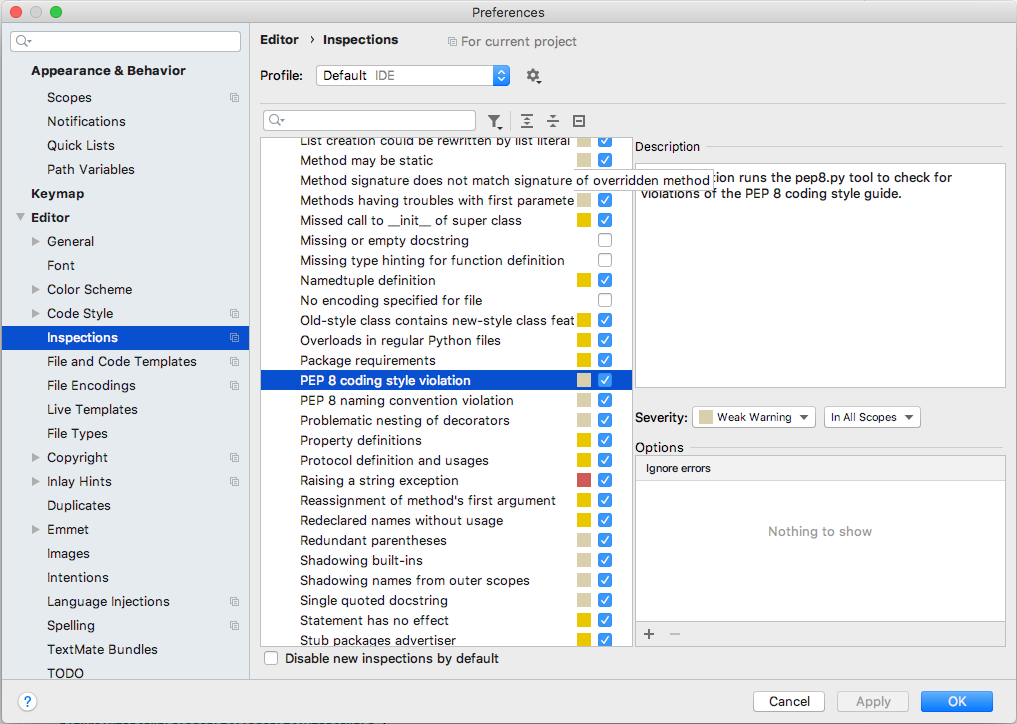 Preferences
Appearance & Behavior
Scopes
Notifications
Quick Lists
Path Variables
Keymap
Editor
General
Font
Color Scheme
Code Style
Inspections
File and Code Templates
File Encodings
Live Templates
File Types
Copyright
Inlay Hints
Duplicates
Emmet
Images
Intentions
Language Injections
Spelling
TextMate Bundles
TODO
Editor › Inspections For current project
Profile: Default IDE
List creation could be rewritten by list literal
Method may be static
Method signature does not match signature of overridden method
Methods having troubles with first paramete
Missed call to __init__ of super class
Missing or empty docstring
Missing type hinting for function definition
Namedtuple definition
No encoding specified for file
Old-style class contains new-style class feat
Overloads in regular Python files
Package requirements
PEP 8 coding style violation
PEP 8 naming convention violation
Problematic nesting of decorators
Property definitions
Protocol definition and usages
Raising a string exception
Reassignment of method's first argument
Redeclared names without usage
Redundant parentheses
Shadowing built-ins
Shadowing names from outer scopes
Single quoted docstring
Statement has no effect
Stub packages advertiser
Disable new inspections by default
Description
tion runs the pep8.py tool to check for
violations of the PEP 8 coding style guide.
Severity: Weak Warning In All Scopes
Options
Ignore errors
Nothing to show
+ −
? Cancel Apply OK